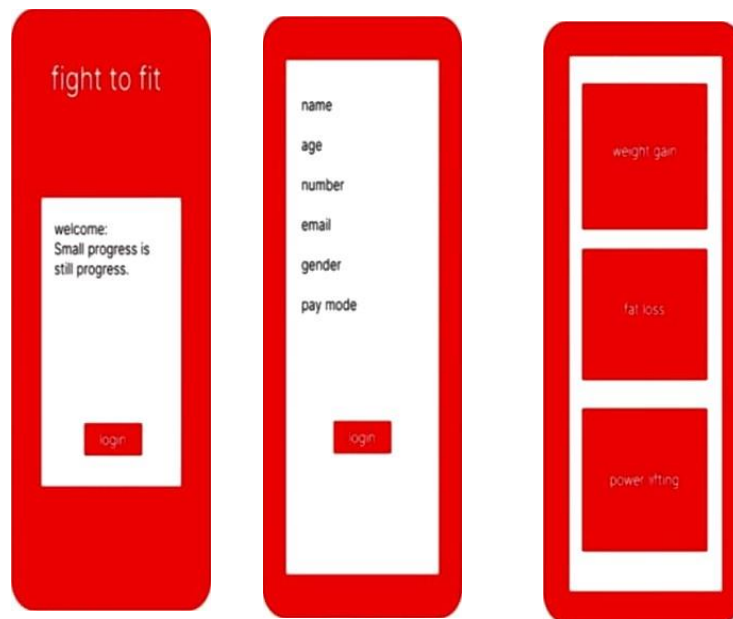 fight to fit
welcome:
Small progress is
still progress.
login
name
age
number
email
gender
pay mode
login
weight gain
fat loss
power lifting